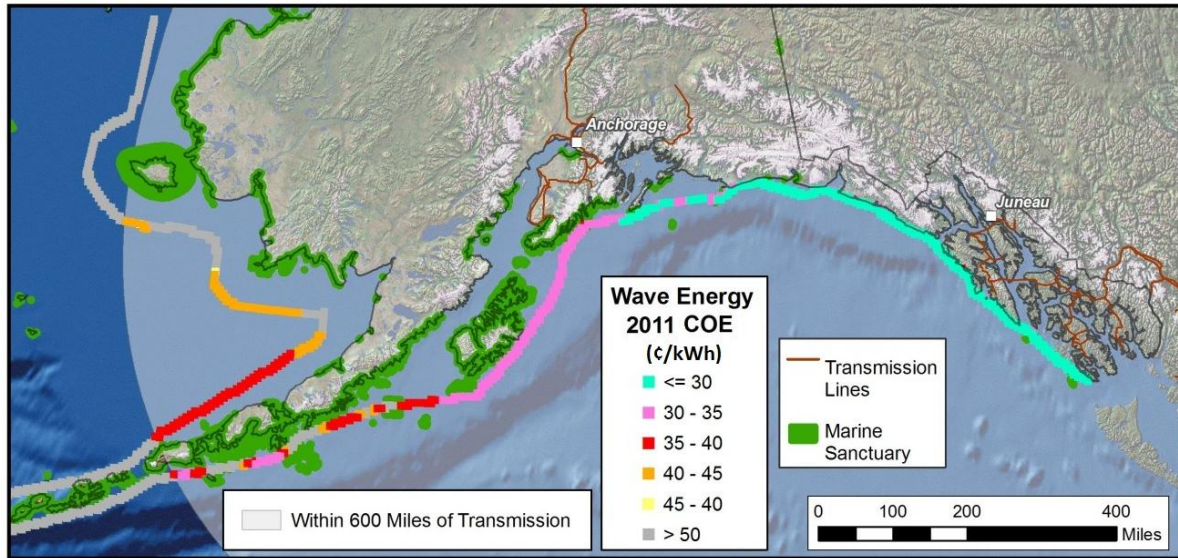 Anchorage
Juneau
Wave Energy
2011 COE
(¢/kWh)
<= 30
30 - 35
35 - 40
40 - 45
45 - 40
> 50
Transmission
Lines
Marine
Sanctuary
Within 600 Miles of Transmission
0 100 200 400
Miles